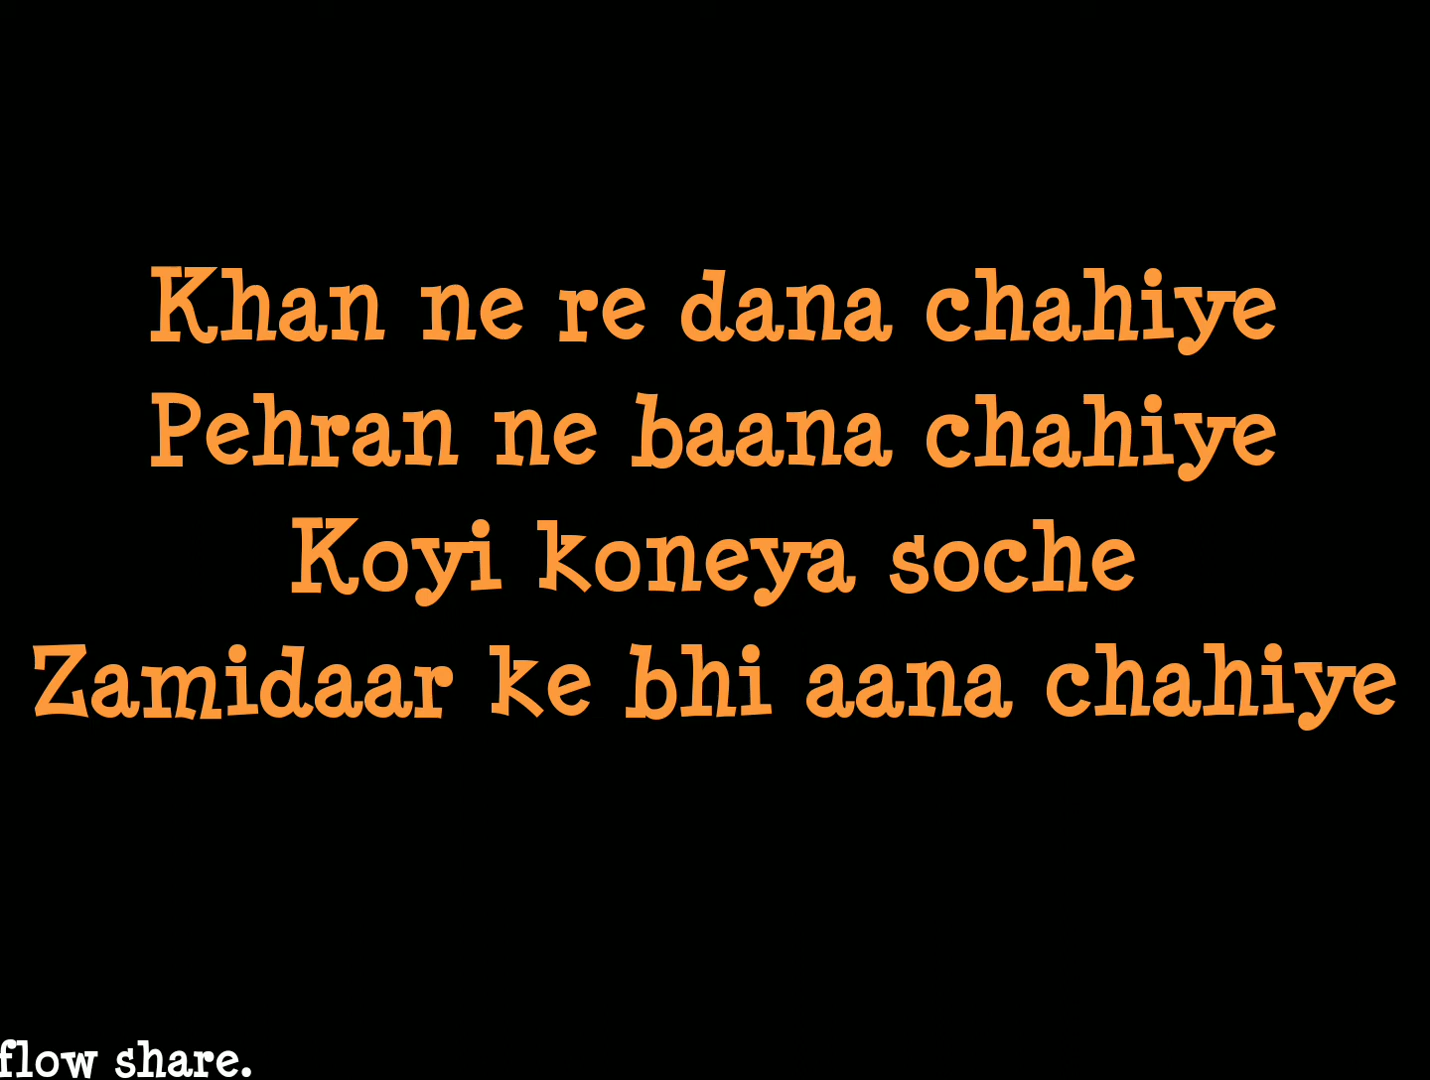 Khan ne re dana chahiye
Pehran ne baana chahiye
Koyi koneya soche
Zamidaar ke bhi aana chahiye
flow share.